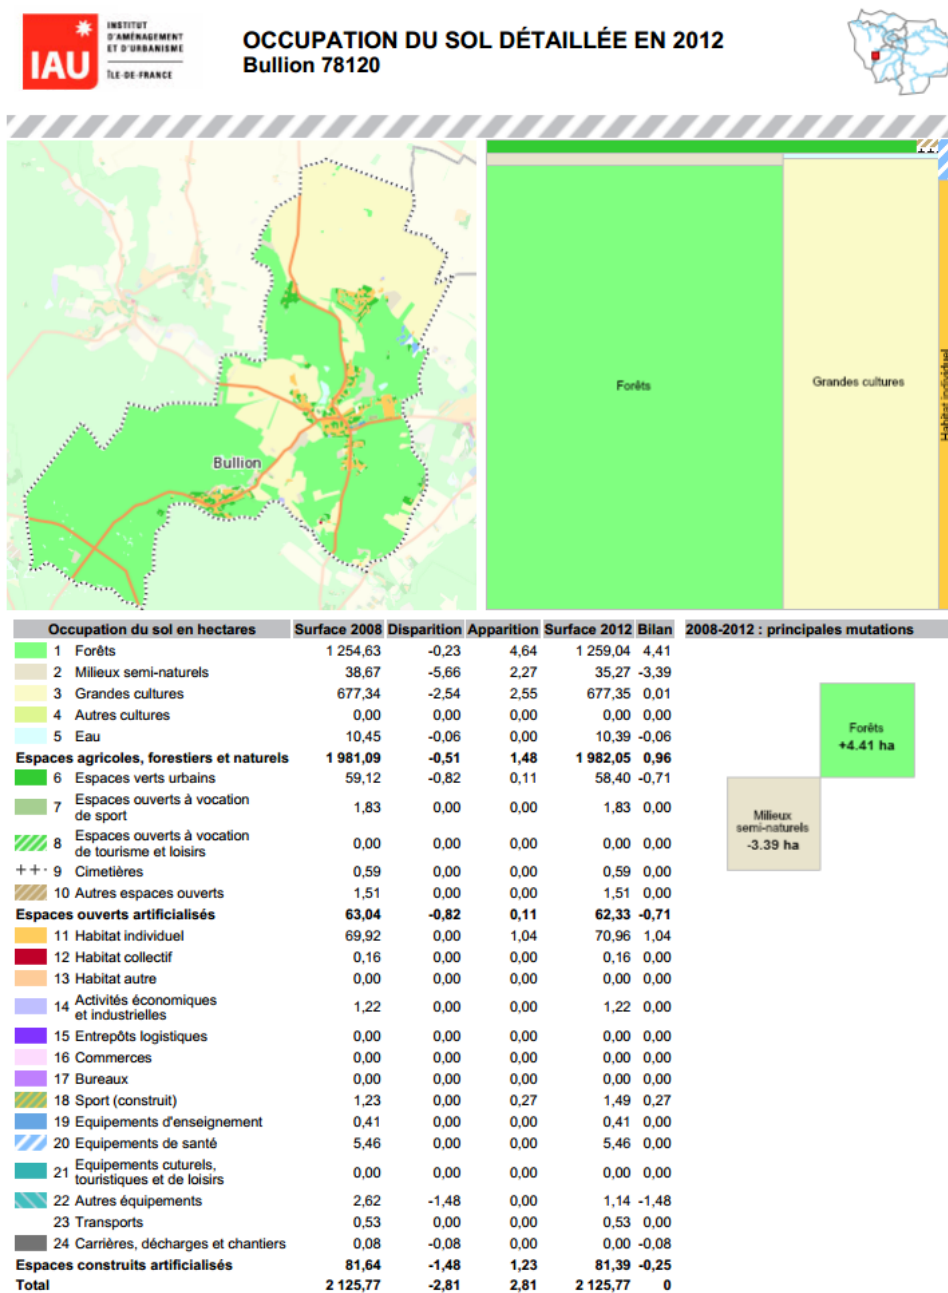 INSTITUT
D'AMÉNAGEMENT
ET D'URBANISME
IAU
ÎLE-DE-FRANCE
OCCUPATION DU SOL DÉTAILLÉE EN 2012
Bullion 78120
Bullion
Forêts
Grandes cultures
Habitat individuel
Occupation du sol en hectares Surface 2008 Disparition Apparition Surface 2012 Bilan
1 Forêts 1 254,63 -0,23 4,64 1 259,04 4,41
2 Milieux semi-naturels 38,67 -5,66 2,27 35,27 -3,39
3 Grandes cultures 677,34 -2,54 2,55 677,35 0,01
4 Autres cultures 0,00 0,00 0,00 0,00 0,00
5 Eau 10,45 -0,06 0,00 10,39 -0,06
Espaces agricoles, forestiers et naturels 1 981,09 -0,51 1,48 1 982,05 0,96
6 Espaces verts urbains 59,12 -0,82 0,11 58,40 -0,71
7 Espaces ouverts à vocation
de sport 1,83 0,00 0,00 1,83 0,00
8 Espaces ouverts à vocation
de tourisme et loisirs 0,00 0,00 0,00 0,00 0,00
9 Cimetières 0,59 0,00 0,00 0,59 0,00
10 Autres espaces ouverts 1,51 0,00 0,00 1,51 0,00
Espaces ouverts artificialisés 63,04 -0,82 0,11 62,33 -0,71
11 Habitat individuel 69,92 0,00 1,04 70,96 1,04
12 Habitat collectif 0,16 0,00 0,00 0,16 0,00
13 Habitat autre 0,00 0,00 0,00 0,00 0,00
14 Activités économiques
et industrielles 1,22 0,00 0,00 1,22 0,00
15 Entrepôts logistiques 0,00 0,00 0,00 0,00 0,00
16 Commerces 0,00 0,00 0,00 0,00 0,00
17 Bureaux 0,00 0,00 0,00 0,00 0,00
18 Sport (construit) 1,23 0,00 0,27 1,49 0,27
19 Equipements d'enseignement 0,41 0,00 0,00 0,41 0,00
20 Equipements de santé 5,46 0,00 0,00 5,46 0,00
21 Equipements cuturels,
touristiques et de loisirs 0,00 0,00 0,00 0,00 0,00
22 Autres équipements 2,62 -1,48 0,00 1,14 -1,48
23 Transports 0,53 0,00 0,00 0,53 0,00
24 Carrières, décharges et chantiers 0,08 -0,08 0,00 0,00 -0,08
Espaces construits artificialisés 81,64 -1,48 1,23 81,39 -0,25
Total 2 125,77 -2,81 2,81 2 125,77 0
2008-2012 : principales mutations
Forêts
+4.41 ha
Milieux
semi-naturels
-3.39 ha